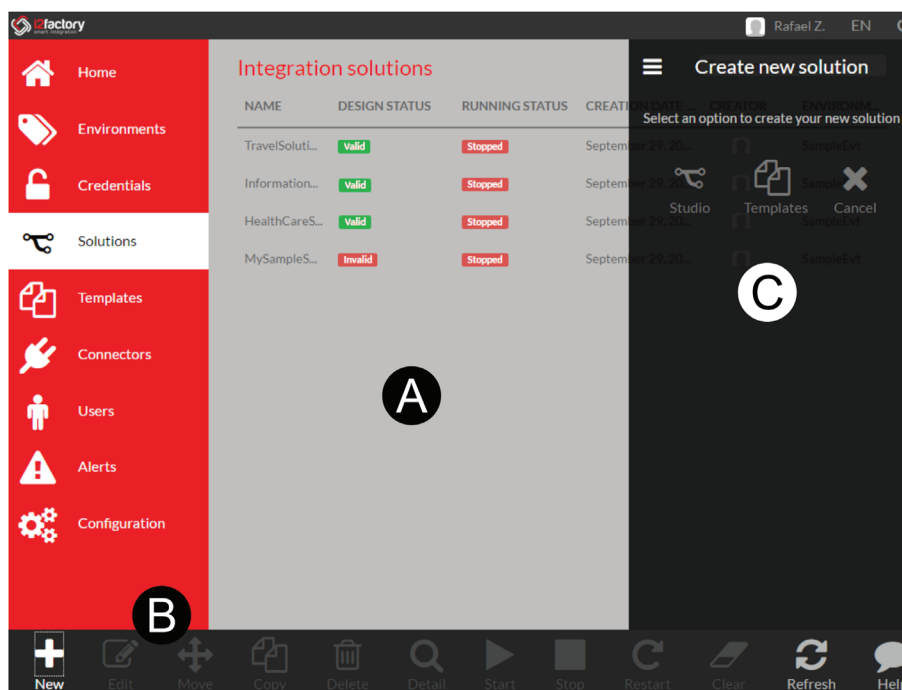 i2factory
smart integration
Rafael Z. EN
Home
Environments
Credentials
Solutions
Templates
Connectors
Users
Alerts
Configuration
Integration solutions
NAME DESIGN STATUS RUNNING STATUS CREATION DATE ... CREATOR ENVIRONM...
TravelSoluti... Valid Stopped September 29, 20... SampleEvt
Information... Valid Stopped September 29, 20...
HealthCareS... Valid Stopped September 29, 20... SampleEvt
MySampleS... Invalid Stopped September 29, 20... SampleEvt
Create new solution
Select an option to create your new solution
Studio Templates Cancel
A
B
C
New Edit Move Copy Delete Detail Start Stop Restart Clear Refresh Help